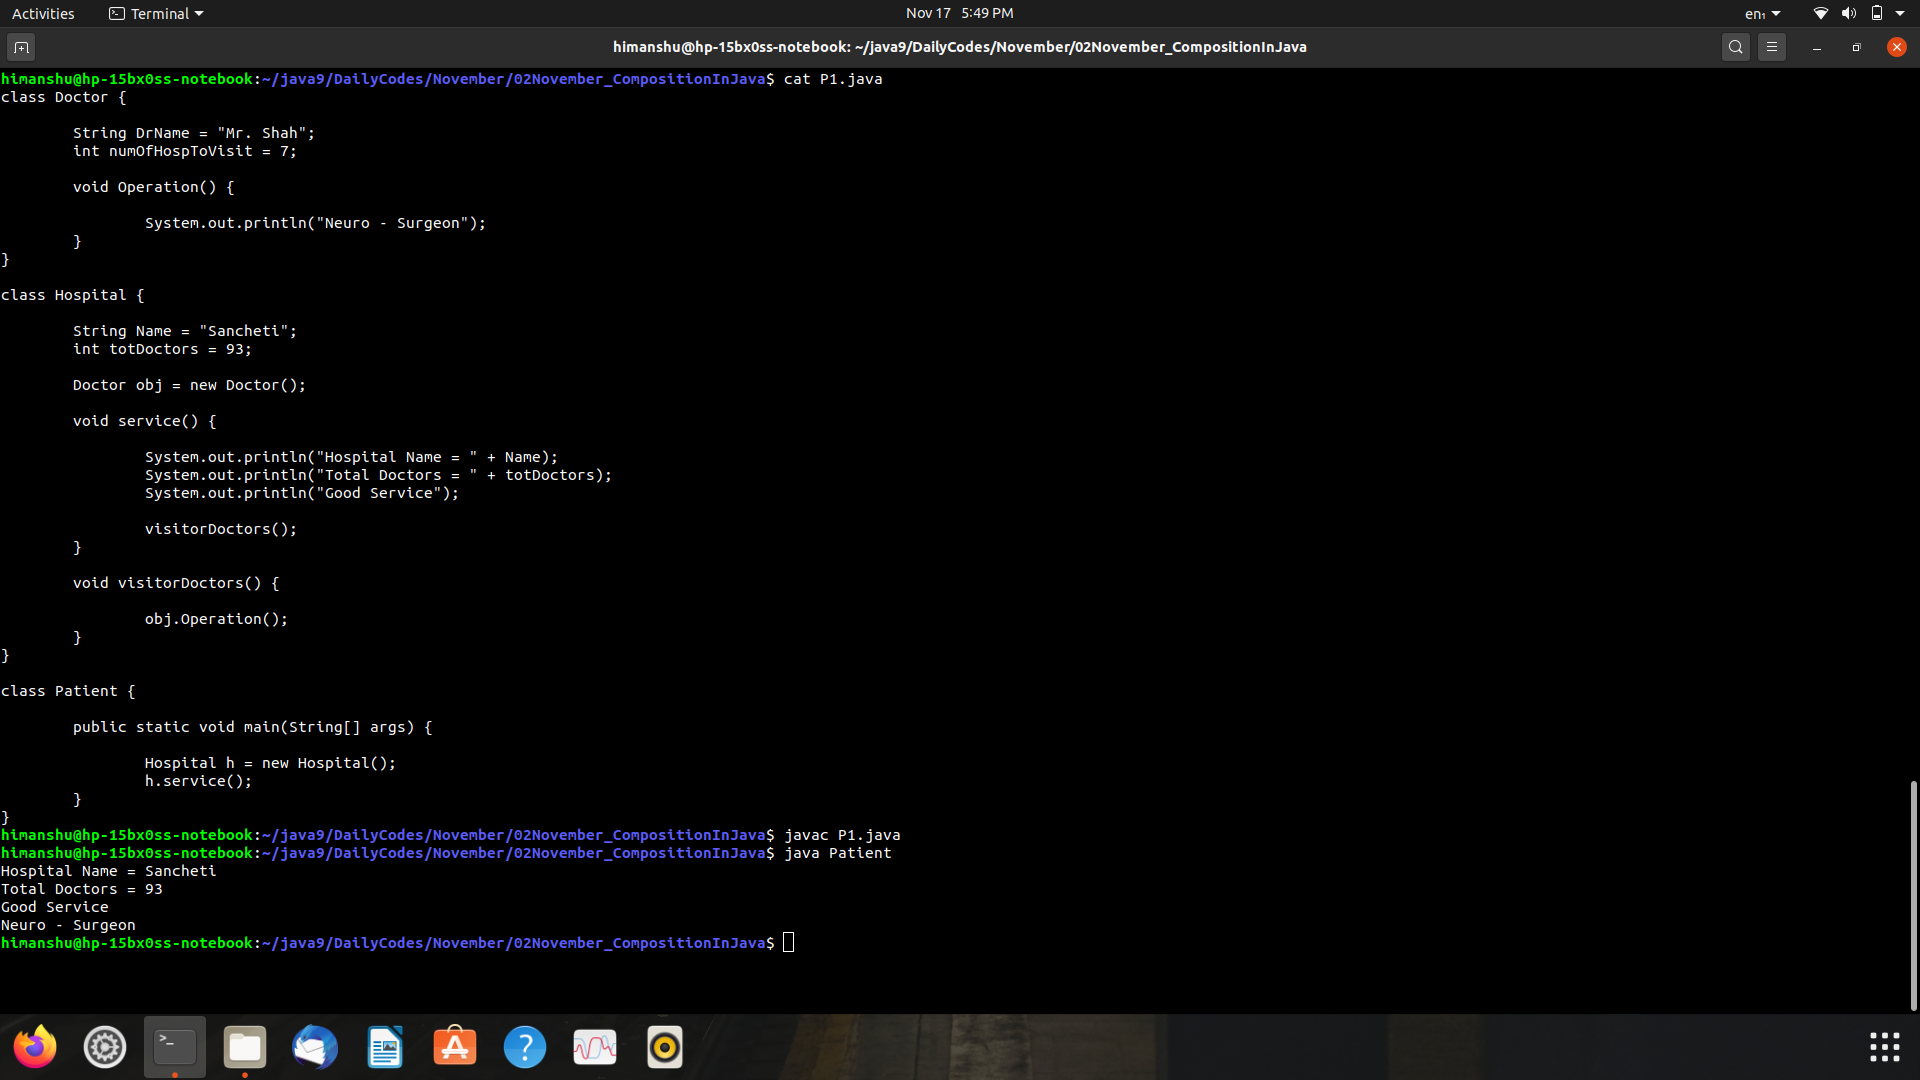 Activities
Terminal
Nov 17 5:49 PM
en₁
himanshu@hp-15bx0ss-notebook: ~/java9/DailyCodes/November/02November_CompositionInJava
himanshu@hp-15bx0ss-notebook:~/java9/DailyCodes/November/02November_CompositionInJava$ cat P1.java
class Doctor {
String DrName = "Mr. Shah";
int numOfHospToVisit = 7;
void Operation() {
System.out.println("Neuro - Surgeon");
}
}
class Hospital {
String Name = "Sancheti";
int totDoctors = 93;
Doctor obj = new Doctor();
void service() {
System.out.println("Hospital Name = " + Name);
System.out.println("Total Doctors = " + totDoctors);
System.out.println("Good Service");
visitorDoctors();
}
void visitorDoctors() {
obj.Operation();
}
}
class Patient {
public static void main(String[] args) {
Hospital h = new Hospital();
h.service();
}
}
himanshu@hp-15bx0ss-notebook:~/java9/DailyCodes/November/02November_CompositionInJava$ javac P1.java
himanshu@hp-15bx0ss-notebook:~/java9/DailyCodes/November/02November_CompositionInJava$ java Patient
Hospital Name = Sancheti
Total Doctors = 93
Good Service
Neuro - Surgeon
himanshu@hp-15bx0ss-notebook:~/java9/DailyCodes/November/02November_CompositionInJava$